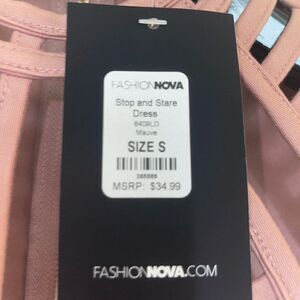 FASHIONNOVA
Stop and Stare
Dress
6409LD
Mauve
SIZE S
MSRP: $34.99
FASHIONNOVA.COM